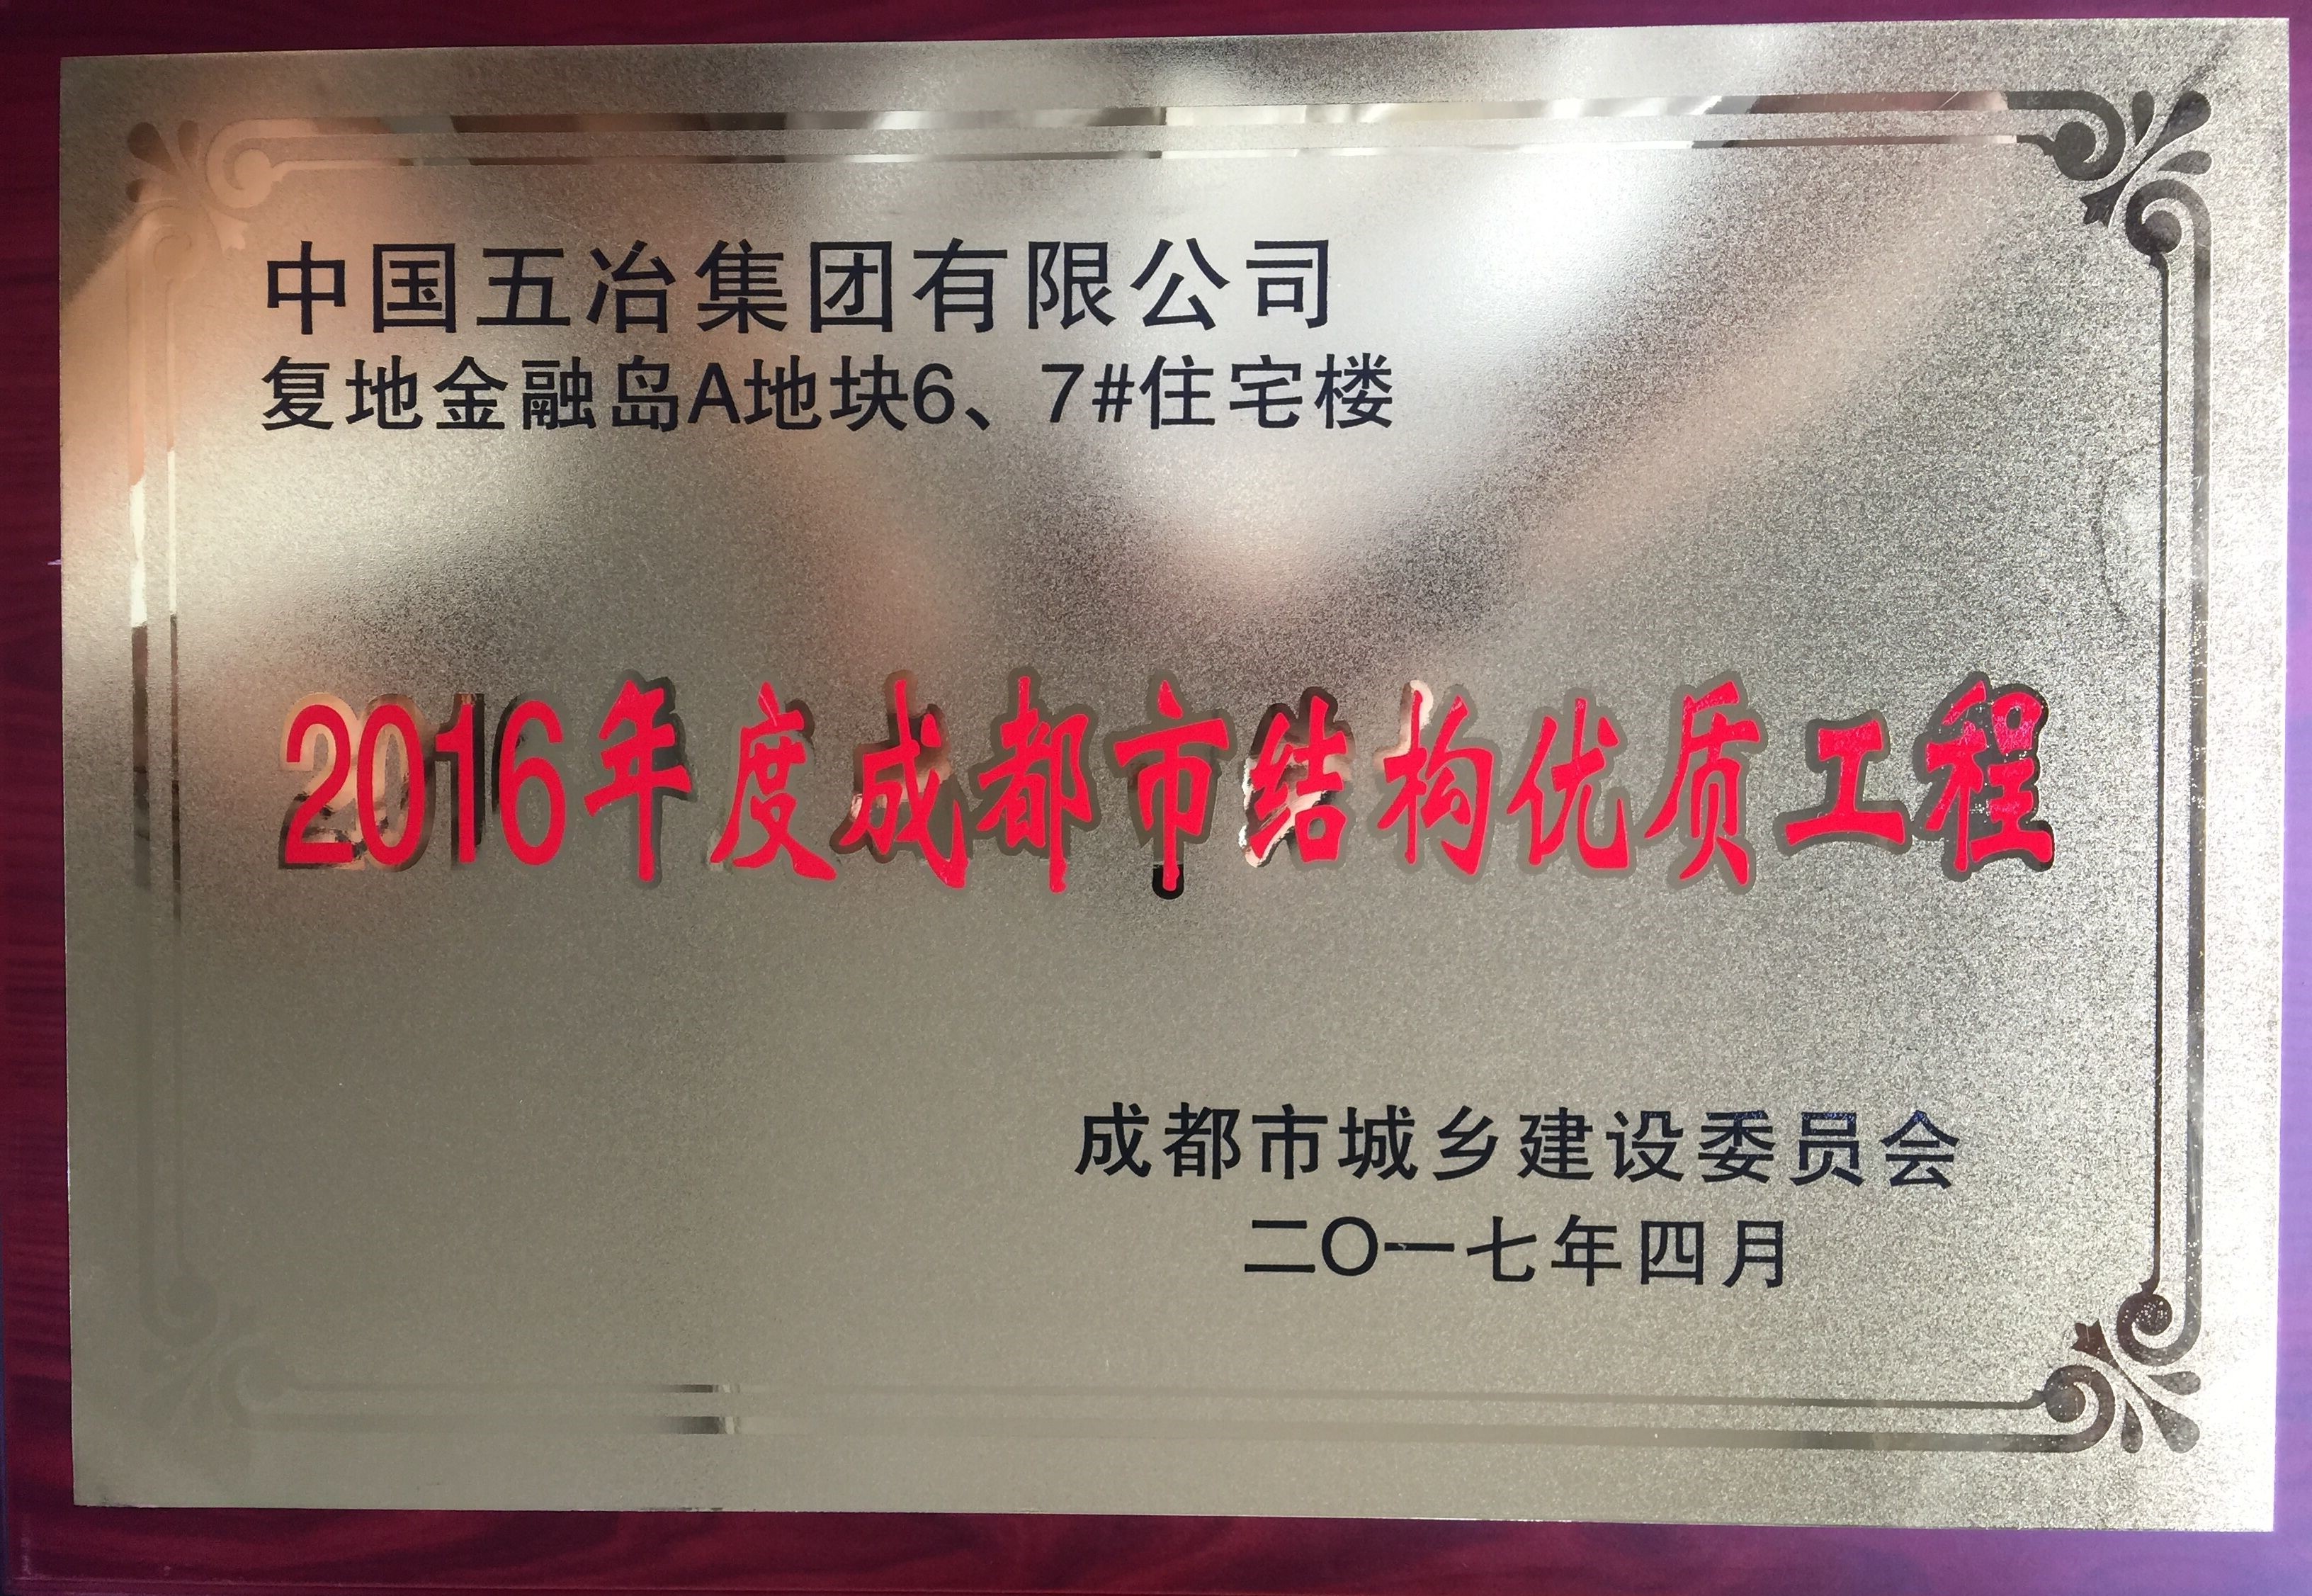 中国五冶集团有限公司
复地金融岛A地块6、7#住宅楼
2016年度成都市结构优质工程
成都市城乡建设委员会
二〇一七年四月